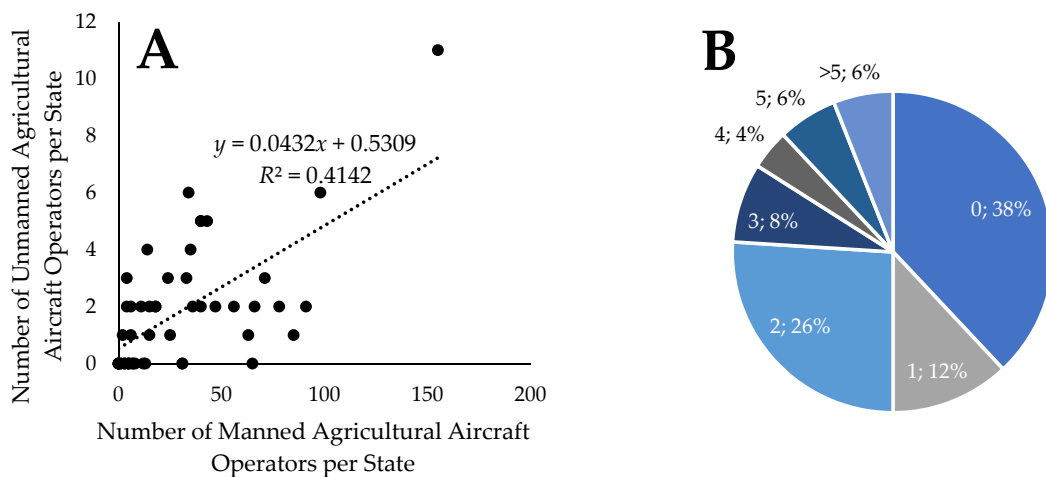 A
Number of Unmanned Agricultural
Aircraft Operators per State
12
10
8
6
4
2
0
y = 0.0432x + 0.5309
R² = 0.4142
0
50
100
150
200
Number of Manned Agricultural Aircraft
Operators per State
B
>5; 6%
5; 6%
4; 4%
3; 8%
0; 38%
2; 26%
1; 12%